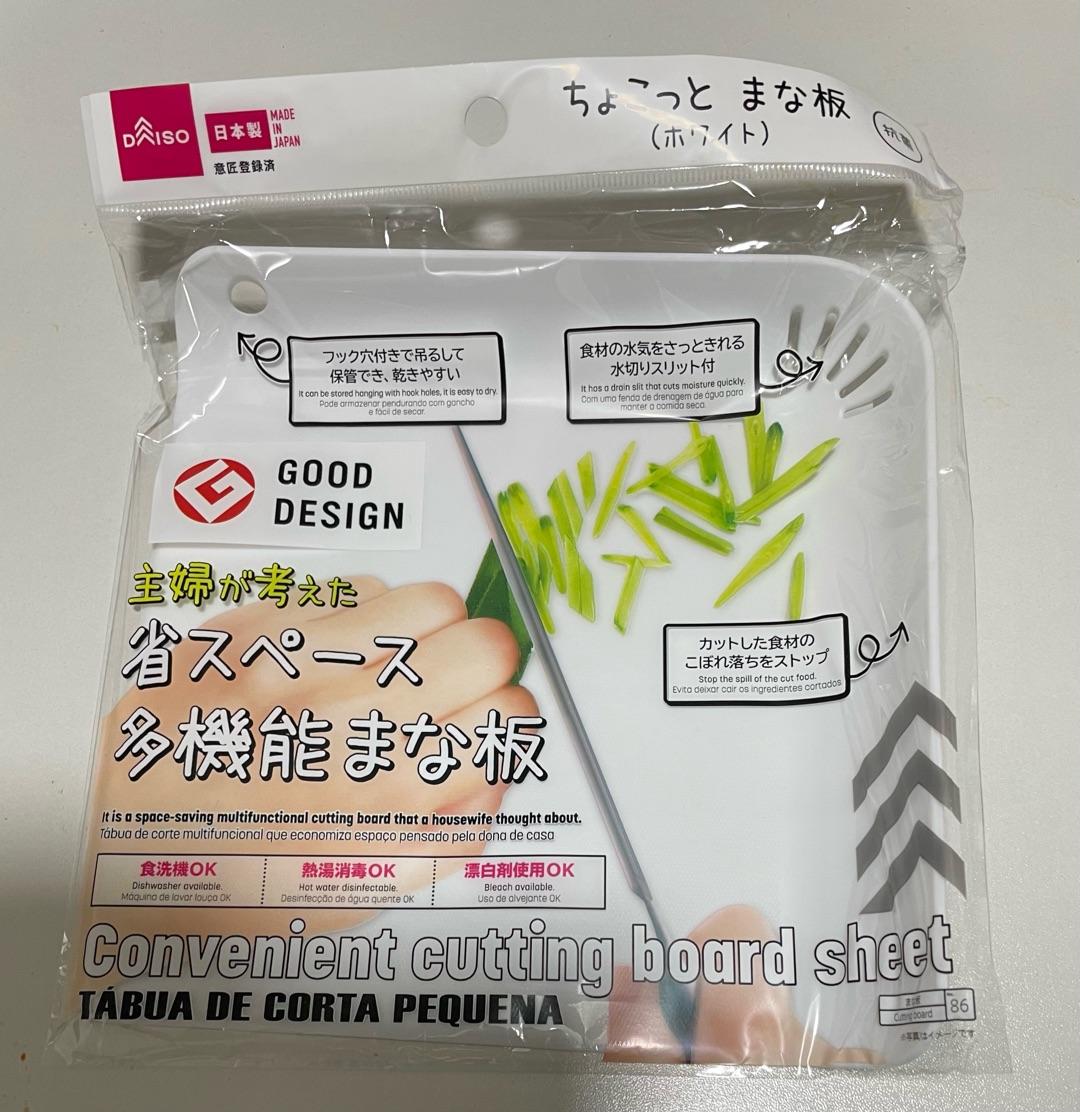 DAISO
日本製
MADE
IN
JAPAN
意匠登録済
ちょこっと まな板
(ホワイト)
抗菌
フック穴付きで吊るして
保管でき、乾きやすい
It can be stored hanging with hook holes, it is easy to dry.
Pode armazenar pendurando com gancho
e fácil de secar.
食材の水気をさっときれる
水切りスリット付
It has a drain slit that cuts moisture quickly.
Com uma fenda de drenagem de água para
manter a comida seca.
GOOD
DESIGN
主婦が考えた
省スペース
多機能まな板
カットした食材の
こぼれ落ちをストップ
Stop the spill of the cut food.
Evita deixar cair os ingredientes cortados
It is a space-saving multifunctional cutting board that a housewife thought about.
Tábua de corte multifuncional que economiza espaço pensado pela dona de casa
食洗機OK
Dishwasher available.
Máquina de lavar louça OK
熱湯消毒OK
Hot water disinfectable.
Desinfecção de água quente OK
漂白剤使用OK
Bleach available.
Uso de alvejante OK
Convenient cutting board sheet
TÁBUA DE CORTA PEQUENA
まな板
Cutting board
No.
86
※写真はイメージです